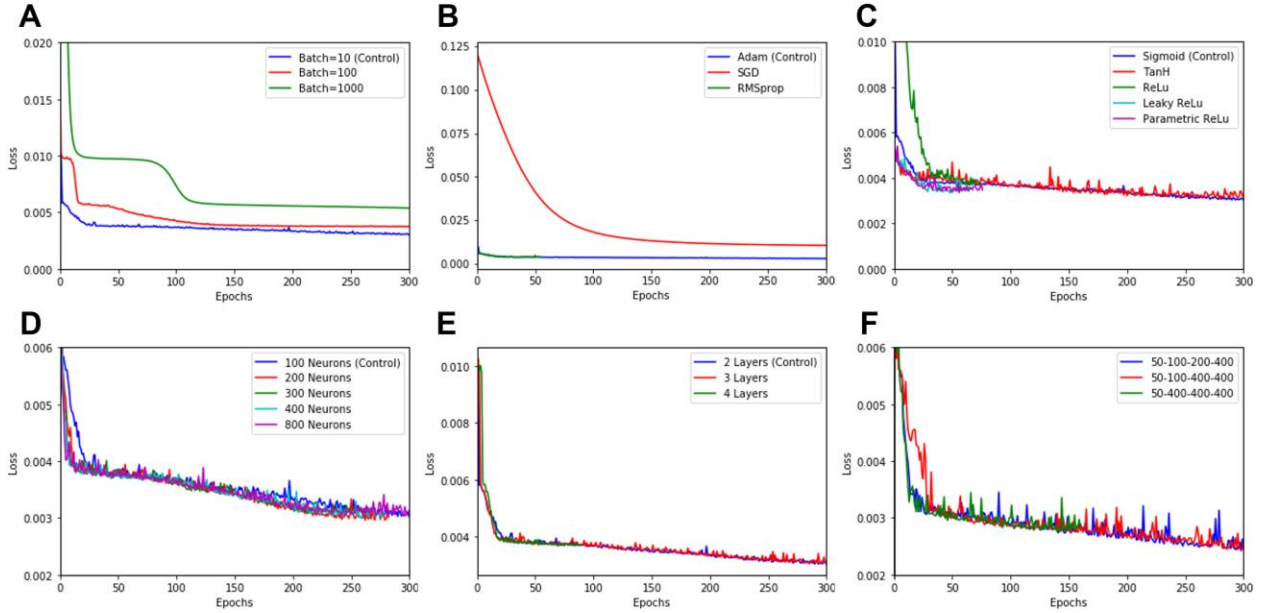 A
0.020
0.015
0.010
0.005
0.000
Loss
0 50 100 150 200 250 300
Epochs
Batch=10 (Control)
Batch=100
Batch=1000
B
0.125
0.100
0.075
0.050
0.025
0.000
Loss
0 50 100 150 200 250 300
Epochs
Adam (Control)
SGD
RMSprop
C
0.010
0.008
0.006
0.004
0.002
0.000
Loss
0 50 100 150 200 250 300
Epochs
Sigmoid (Control)
TanH
ReLu
Leaky ReLu
Parametric ReLu
D
0.006
0.005
0.004
0.003
0.002
Loss
0 50 100 150 200 250 300
Epochs
100 Neurons (Control)
200 Neurons
300 Neurons
400 Neurons
800 Neurons
E
0.010
0.008
0.006
0.004
Loss
0 50 100 150 200 250 300
Epochs
2 Layers (Control)
3 Layers
4 Layers
F
0.006
0.005
0.004
0.003
0.002
Loss
0 50 100 150 200 250 300
Epochs
50-100-200-400
50-100-400-400
50-400-400-400